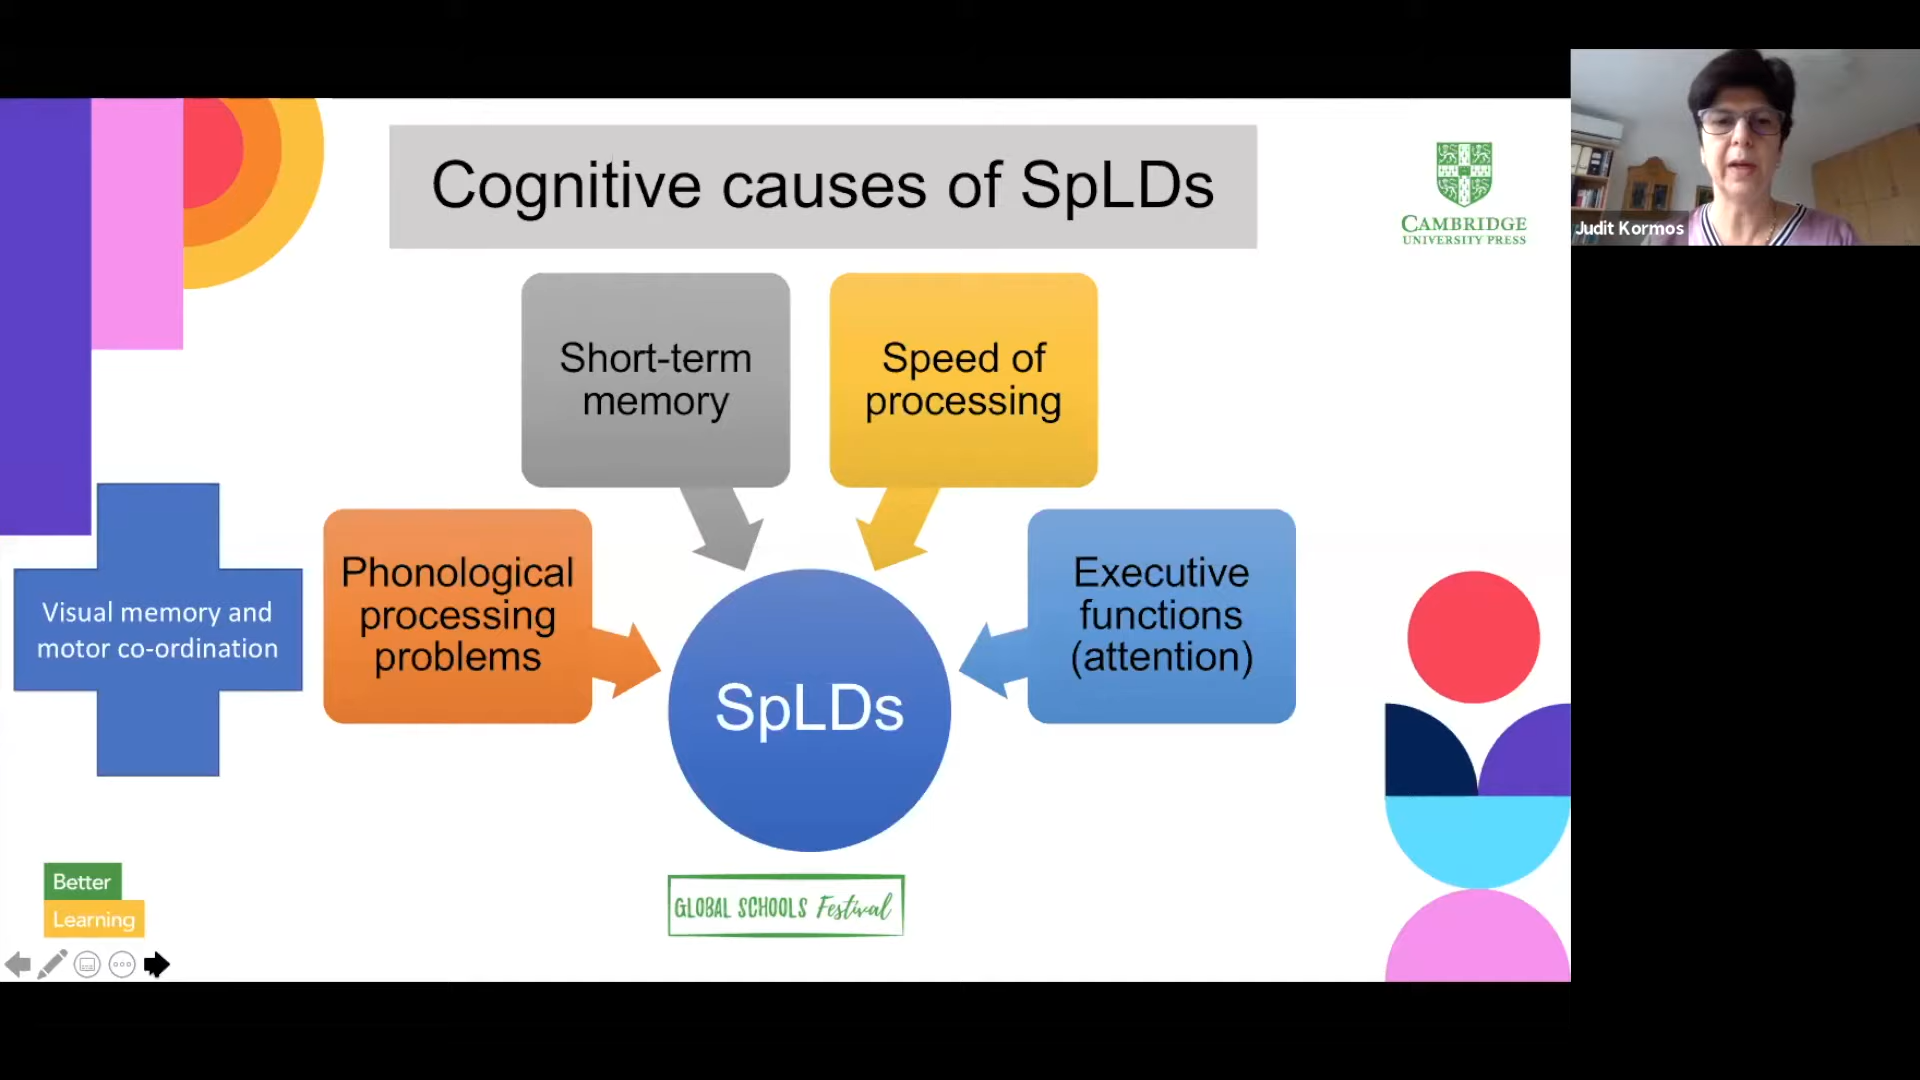 Cognitive causes of SpLDs
CAMBRIDGE
UNIVERSITY PRESS
Judit Kormos
Short-term
memory
Speed of
processing
Visual memory and
motor co-ordination
Phonological
processing
problems
Executive
functions
(attention)
SpLDs
Better
Learning
GLOBAL SCHOOLS Festival